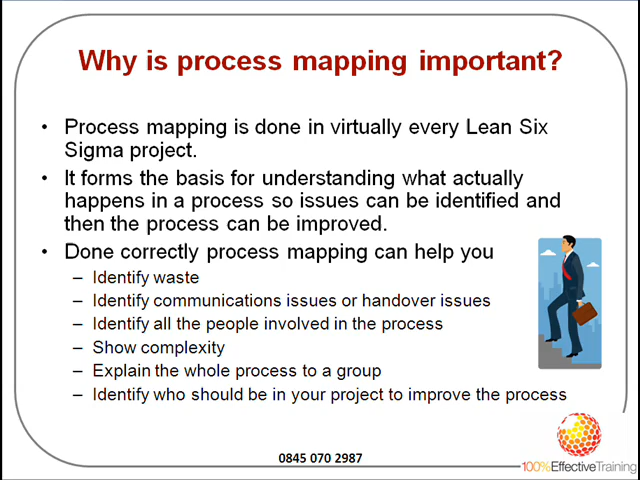 Why is process mapping important?
• Process mapping is done in virtually every Lean Six
Sigma project.
• It forms the basis for understanding what actually
happens in a process so issues can be identified and
then the process can be improved.
• Done correctly process mapping can help you
– Identify waste
– Identify communications issues or handover issues
– Identify all the people involved in the process
– Show complexity
– Explain the whole process to a group
– Identify who should be in your project to improve the process
0845 070 2987
100%EffectiveTraining